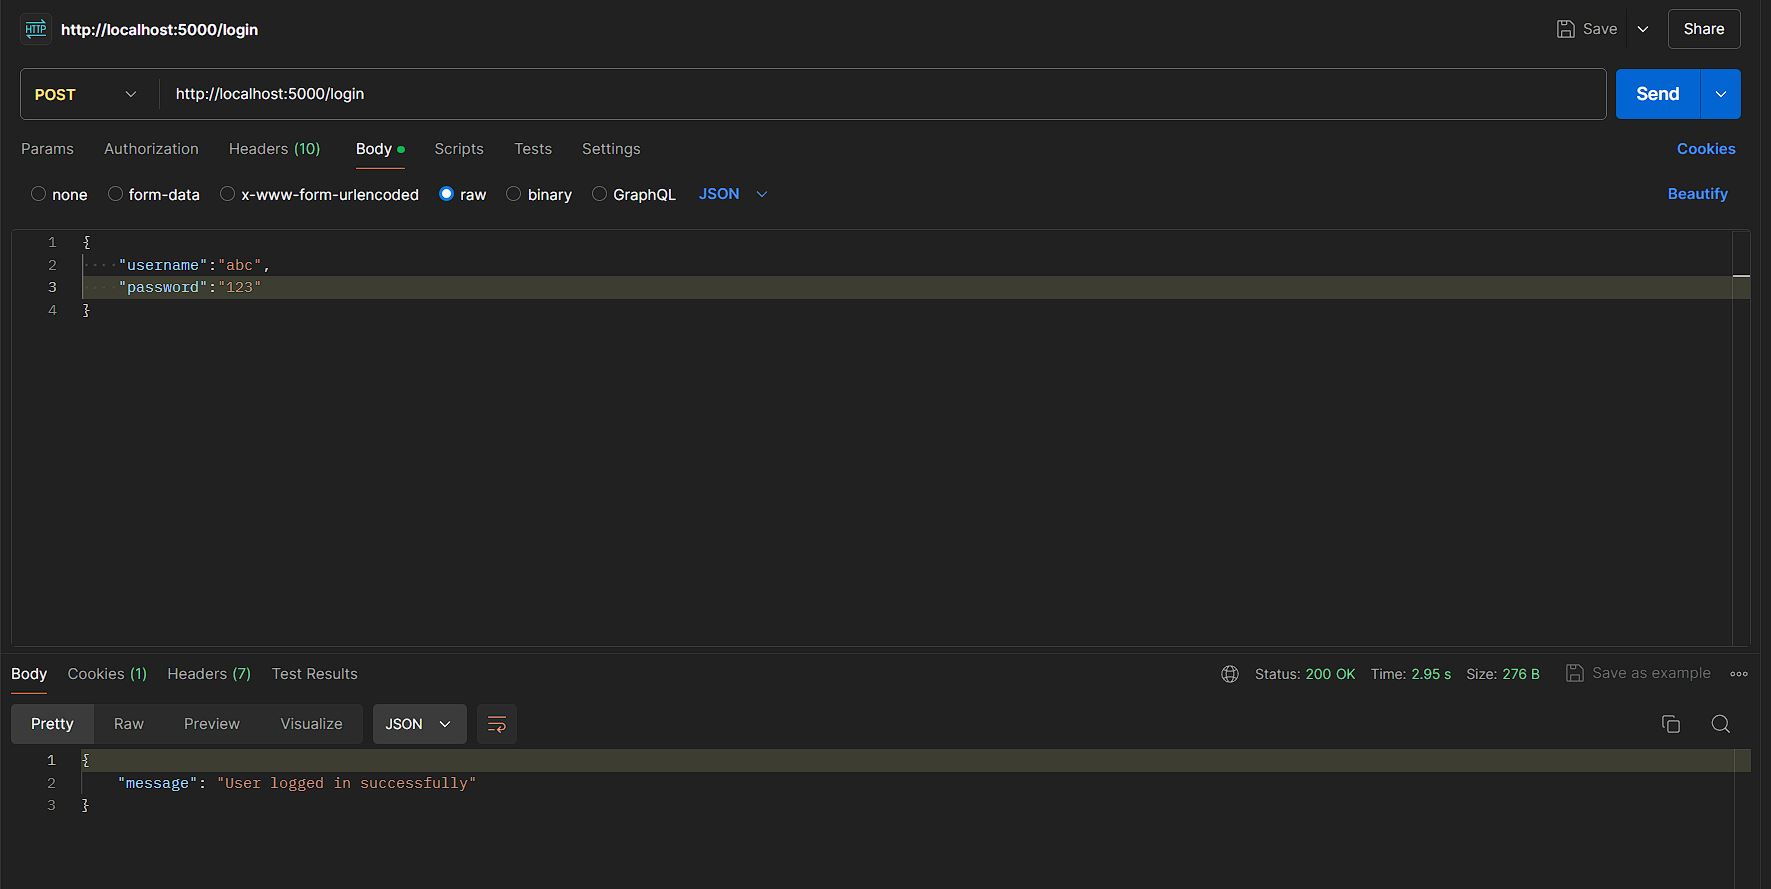 HTTP http://localhost:5000/login Save Share
POST http://localhost:5000/login Send
Params Authorization Headers (10) Body Scripts Tests Settings Cookies
none form-data x-www-form-urlencoded raw binary GraphQL JSON Beautify
1 {
2 ····"username":"abc",
3 ····"password":"123"
4 }
Body Cookies (1) Headers (7) Test Results Status: 200 OK Time: 2.95 s Size: 276 B Save as example
Pretty Raw Preview Visualize JSON
1 {
2 "message": "User logged in successfully"
3 }